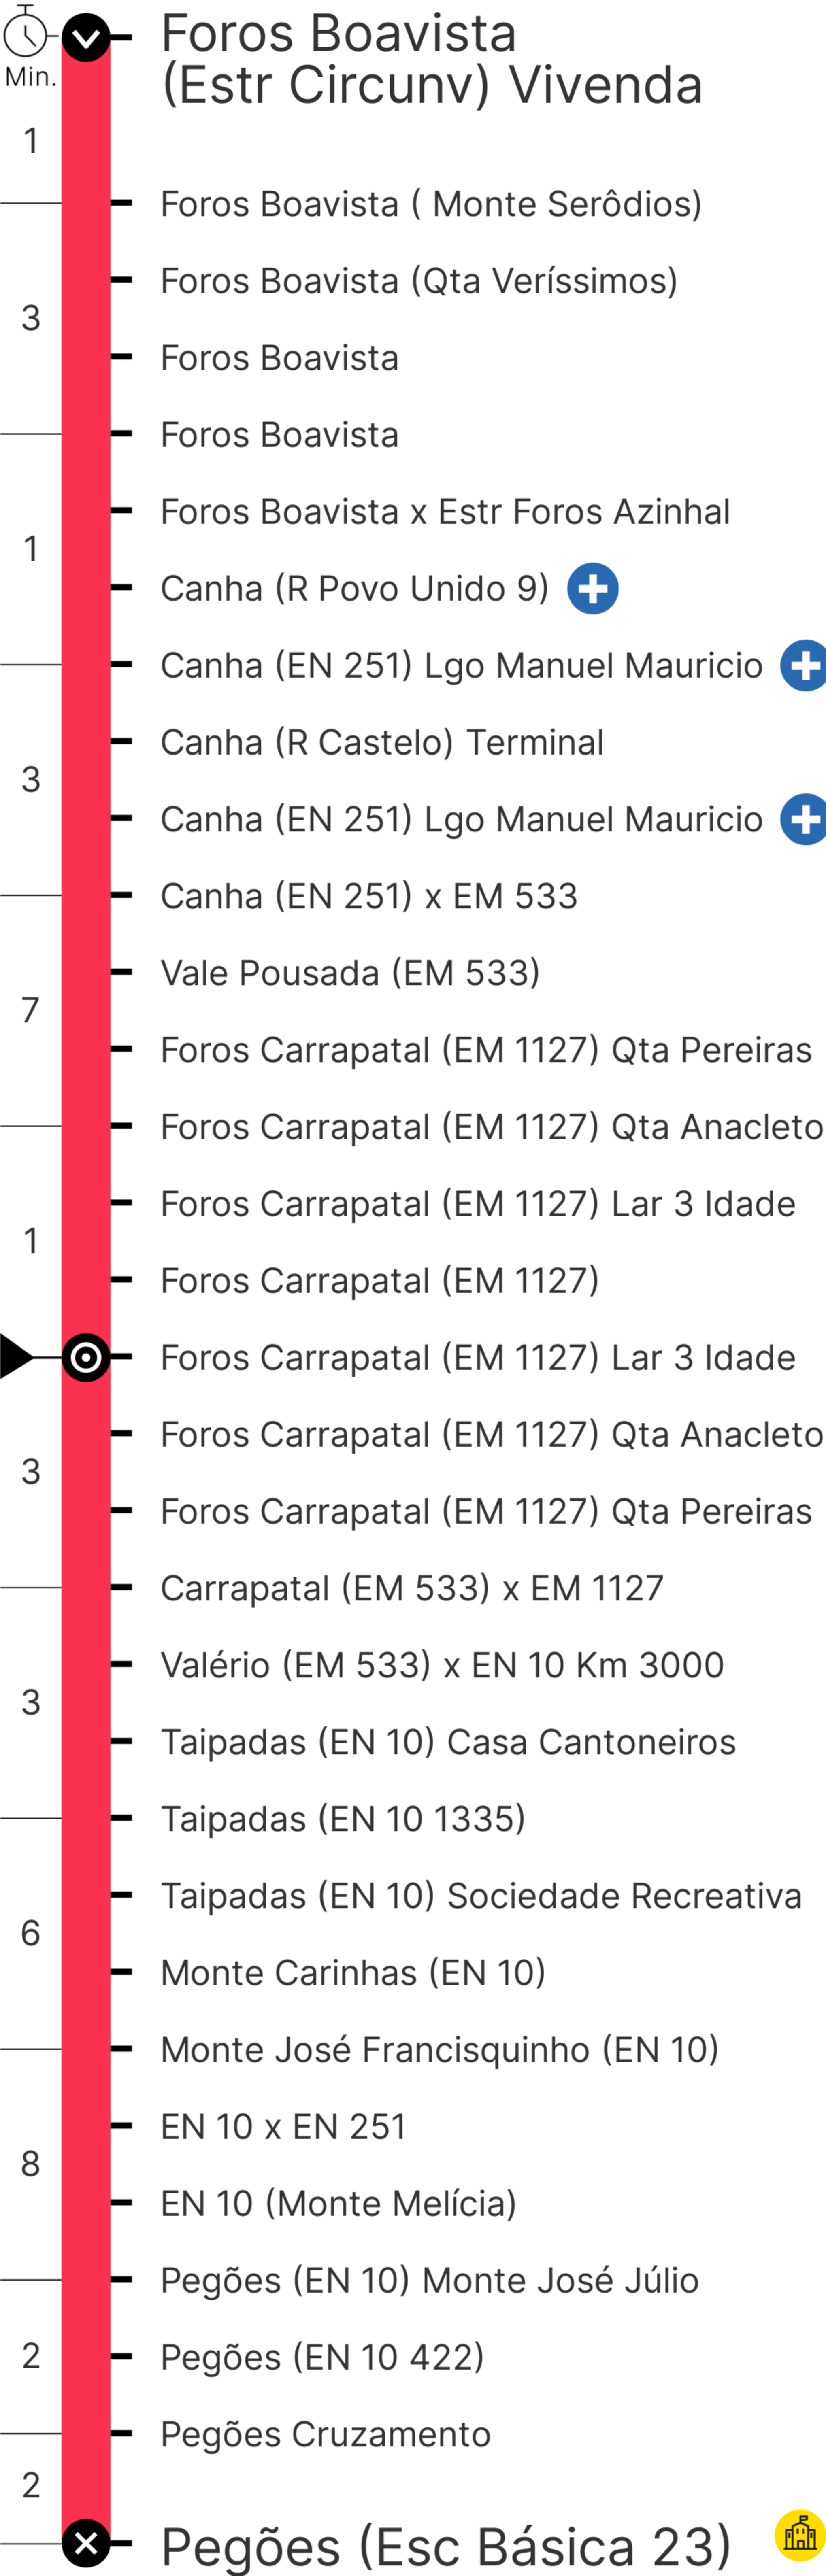 Foros Boavista
(Estr Circunv) Vivenda
Min.
1
Foros Boavista ( Monte Serôdios)
Foros Boavista (Qta Veríssimos)
3
Foros Boavista
Foros Boavista
Foros Boavista x Estr Foros Azinhal
1
Canha (R Povo Unido 9)
Canha (EN 251) Lgo Manuel Mauricio
Canha (R Castelo) Terminal
3
Canha (EN 251) Lgo Manuel Mauricio
Canha (EN 251) x EM 533
Vale Pousada (EM 533)
7
Foros Carrapatal (EM 1127) Qta Pereiras
Foros Carrapatal (EM 1127) Qta Anacleto
Foros Carrapatal (EM 1127) Lar 3 Idade
1
Foros Carrapatal (EM 1127)
Foros Carrapatal (EM 1127) Lar 3 Idade
Foros Carrapatal (EM 1127) Qta Anacleto
3
Foros Carrapatal (EM 1127) Qta Pereiras
Carrapatal (EM 533) x EM 1127
Valério (EM 533) x EN 10 Km 3000
3
Taipadas (EN 10) Casa Cantoneiros
Taipadas (EN 10 1335)
Taipadas (EN 10) Sociedade Recreativa
6
Monte Carinhas (EN 10)
Monte José Francisquinho (EN 10)
EN 10 x EN 251
8
EN 10 (Monte Melícia)
Pegões (EN 10) Monte José Júlio
2
Pegões (EN 10 422)
Pegões Cruzamento
2
Pegões (Esc Básica 23)